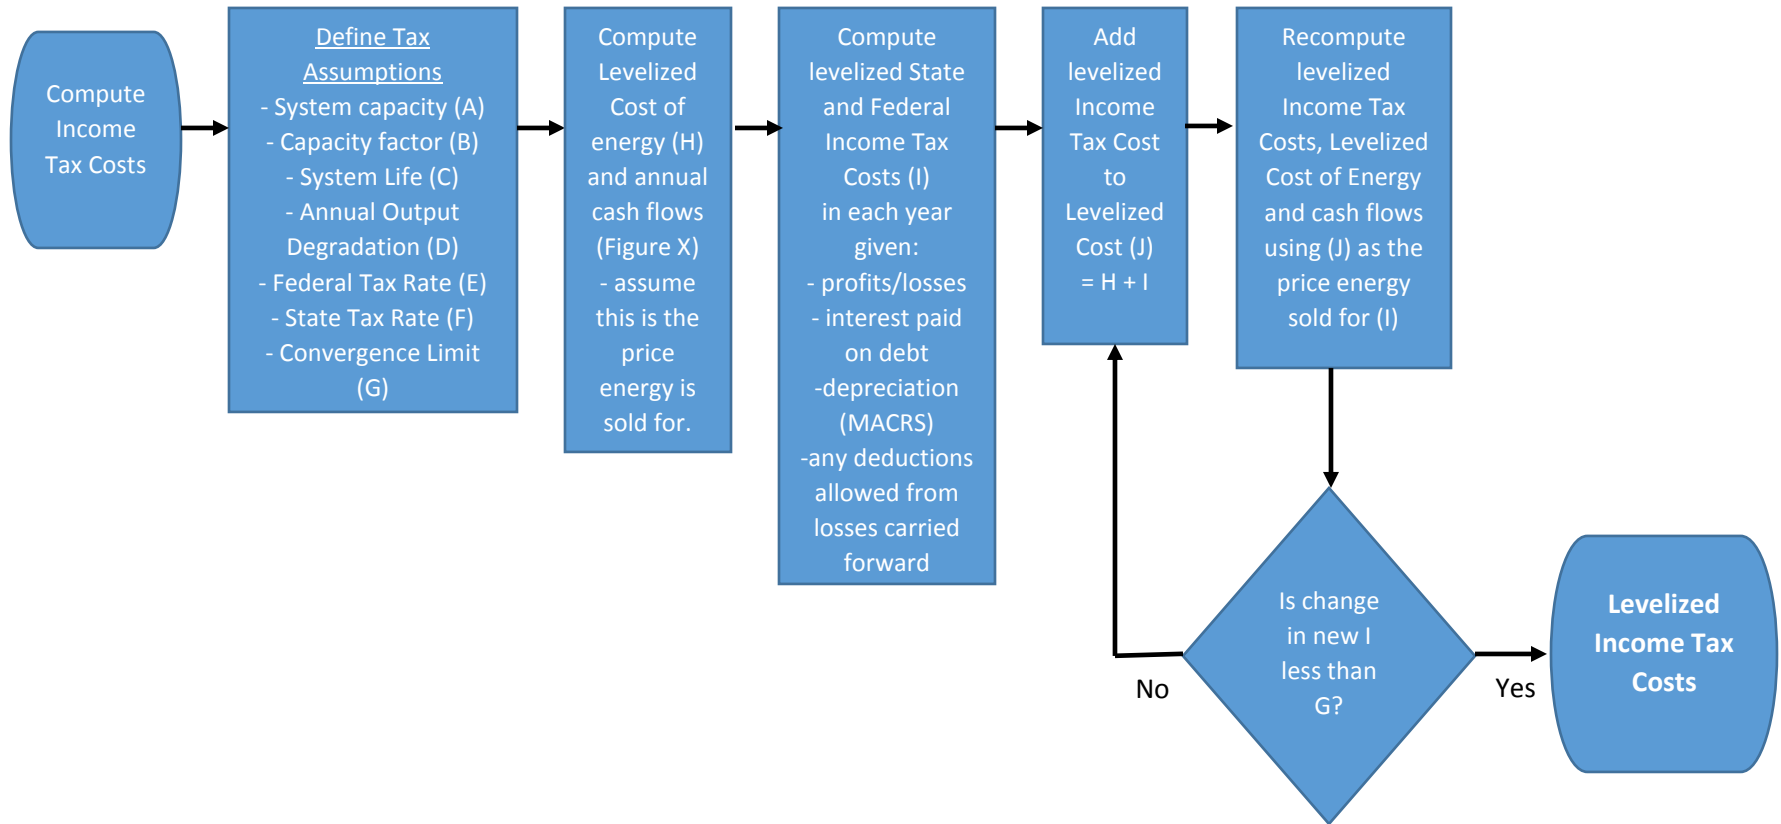 Compute
Income
Tax Costs
Define Tax
Assumptions
- System capacity (A)
- Capacity factor (B)
- System Life (C)
- Annual Output
Degradation (D)
- Federal Tax Rate (E)
- State Tax Rate (F)
- Convergence Limit
(G)
Compute
Levelized
Cost of
energy (H)
and annual
cash flows
(Figure X)
- assume
this is the
price
energy is
sold for.
Compute
levelized State
and Federal
Income Tax
Costs (I)
in each year
given:
- profits/losses
- interest paid
on debt
-depreciation
(MACRS)
-any deductions
allowed from
losses carried
forward
Add
levelized
Income
Tax Cost
to
Levelized
Cost (J)
= H + I
Recompute
levelized
Income Tax
Costs, Levelized
Cost of Energy
and cash flows
using (J) as the
price energy
sold for (I)
Is change
in new I
less than
G?
No
Yes
Levelized
Income Tax
Costs